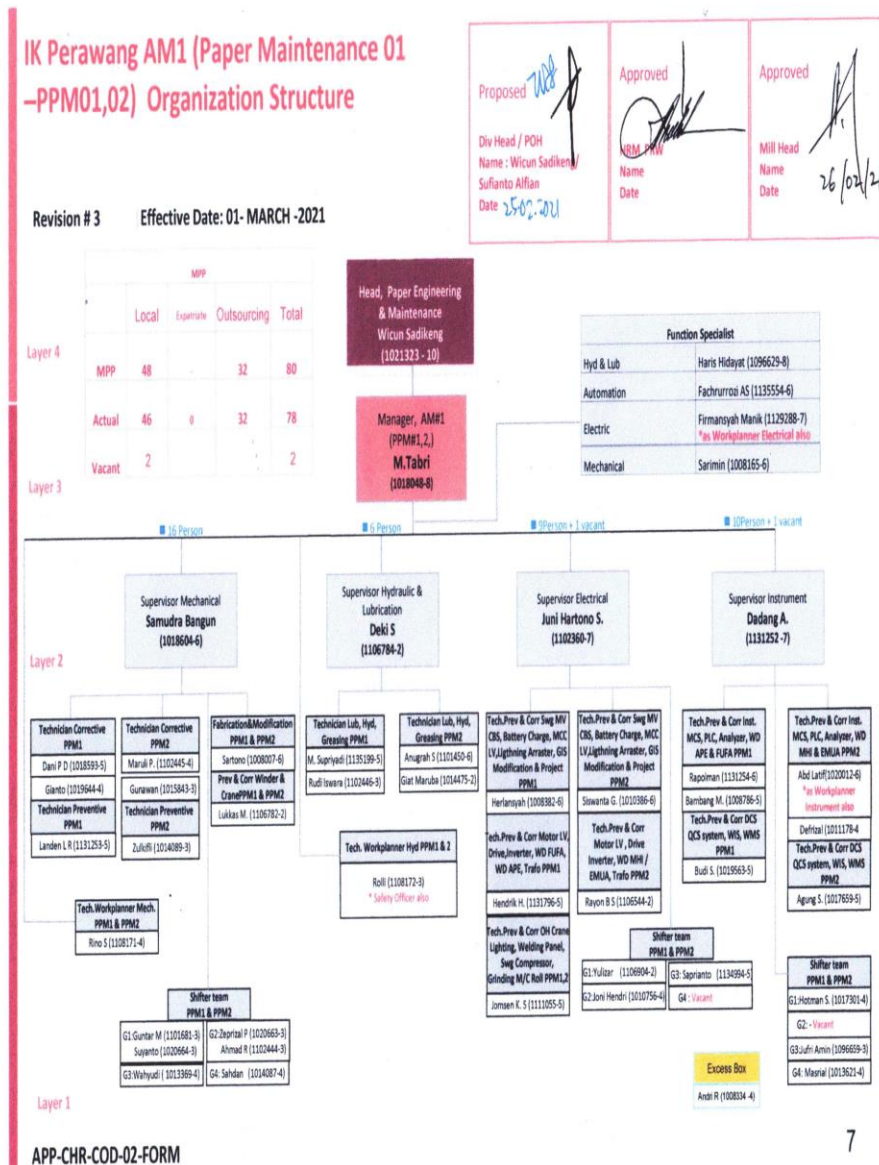 IK Perawang AM1 (Paper Maintenance 01
–PPM01,02) Organization Structure
Proposed
Div Head / POH
Name : Wicun Sadikeng/
Sufianto Alfian
Date 25-02-2021
Approved
HRM PRW
Name
Date
Approved
Mill Head
Name
Date 26/02/2
Revision # 3 Effective Date: 01- MARCH -2021
MPP
Local Expatriate Outsourcing Total
MPP 48 - 32 80
Actual 46 0 32 78
Vacant 2 2
Layer 4
Head, Paper Engineering
& Maintenance
Wicun Sadikeng
(1021323 - 10)
Function Specialist
Hyd & Lub Haris Hidayat (1096629-8)
Automation Fachrurrozi AS (1135554-6)
Electric Firmansyah Manik (1129288-7)
*as Workplanner Electrical also
Mechanical Sarimin (1008165-6)
Manager, AM#1
(PPM#1,2,)
M.Tabri
(1018048-8)
Layer 3
16 Person
6 Person
9Person + 1 vacant
10Person + 1 vacant
Supervisor Mechanical
Samudra Bangun
(1018604-6)
Supervisor Hydraulic &
Lubrication
Deki S
(1106784-2)
Supervisor Electrical
Juni Hartono S.
(1102360-7)
Supervisor Instrument
Dadang A.
(1131252 -7)
Layer 2
Technician Corrective
PPM1
Dani P D (1018593-5)
Gianto (1019644-4)
Technician Preventive
PPM1
Landen L R (1131253-5)
Technician Corrective
PPM2
Maruli P. (1102445-4)
Gunawan (1015843-3)
Technician Preventive
PPM2
Zulkifli (1014089-3)
Fabrication&Modification
PPM1 & PPM2
Sartono (1008007-6)
Prev & Corr Winder &
CranePPM1 & PPM2
Lukkas M. (1106782-2)
Tech.Workplanner Mech.
PPM1 & PPM2
Rino S (1108171-4)
Shifter team
PPM1 & PPM2
G1:Guntar M (1101681-3) G2:Zeprizal P (1020663-3)
Suyanto (1020664-3) Ahmad R (1102444-3)
G3:Wahyudi ( 1013369-4) G4: Sahdan (1014087-4)
Technician Lub, Hyd,
Greasing PPM1
M. Supriyadi (1135199-5)
Rudi Iswara (1102446-3)
Technician Lub, Hyd,
Greasing PPM2
Anugrah S (1101450-6)
Giat Maruba (1014475-2)
Tech. Workplanner Hyd PPM1 & 2
Rolli (1108172-3)
* Safety Officer also
Tech.Prev & Corr Swg MV
CBS, Battery Charge, MCC
LV,Ligthning Arraster, GIS
Modification & Project
PPM1
Herlansyah (1008382-6)
Tech.Prev & Corr Motor LV,
Drive,Inverter, WD FUFA,
WD APE, Trafo PPM1
Hendrik H. (1131796-5)
Tech.Prev & Corr OH Crane
Lighting, Welding Panel,
Swg Compressor,
Grinding M/C Roll PPM1,2
Jomsen K. S (1111055-5)
Tech.Prev & Corr Swg MV
CBS, Battery Charge, MCC
LV,Ligthning Arraster, GIS
Modification & Project
PPM2
Siswanta G. (1010386-6)
Tech.Prev & Corr
Motor LV , Drive
Inverter, WD MHI /
EMUA, Trafo PPM2
Rayon B S (1106544-2)
Shifter team
PPM1 & PPM2
G1:Yulizar (1106904-2) G3: Saprianto (1134994-5)
G2:Joni Hendri (1010756-4) G4 : Vacant
Tech.Prev & Corr Inst.
MCS, PLC, Analyzer, WD
APE & FUFA PPM1
Rapolman (1131254-6)
Bambang M. (1008786-5)
Tech.Prev & Corr DCS
QCS system, WIS, WMS
PPM1
Budi S. (1019563-5)
Tech.Prev & Corr Inst.
MCS, PLC, Analyzer, WD
MHI & EMUA PPM2
Abd Latif(1020012-6)
*as Workplanner
Instrument also
Defrizal (1011178-4
Tech.Prev & Corr DCS
QCS system, WIS, WMS
PPM2
Agung S. (1017659-5)
Shifter team
PPM1 & PPM2
G1:Hotman S. (1017301-4)
G2: - Vacant
G3:Jufri Amin (1096659-3)
G4: Masrial (1013621-4)
Excess Box
Andri R (1008334 -4)
Layer 1
APP-CHR-COD-02-FORM
7